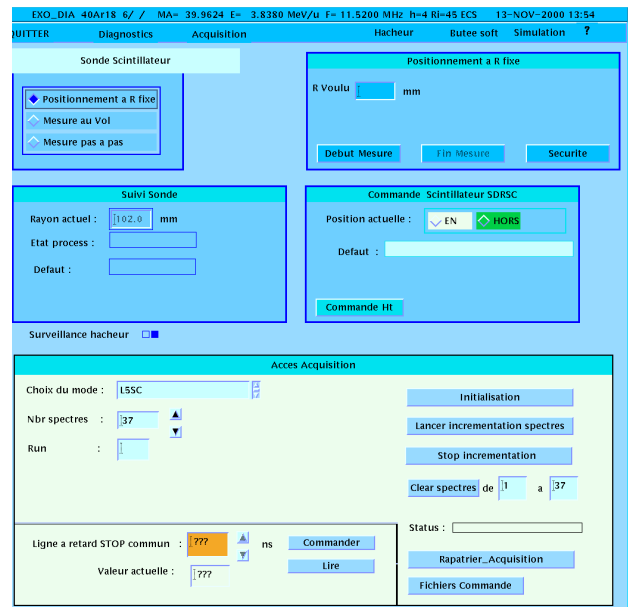 EXO_DIA 40Ar18 6/ / MA= 39.9624 E= 3.8380 MeV/u F= 11.5200 MHz h=4 Ri=45 ECS 13-NOV-2000 13:54
QUITTER Diagnostics Acquisition Hacheur Butee soft Simulation ?
Sonde Scintillateur
Positionnement a R fixe
Mesure au Vol
Mesure pas a pas
Positionnement a R fixe
R Voulu mm
Debut Mesure Fin Mesure Securite
Suivi Sonde
Rayon actuel : 102.0 mm
Etat process :
Defaut :
Commande Scintillateur SDRSC
Position actuelle : EN HORS
Defaut :
Commande Ht
Surveillance hacheur
Acces Acquisition
Choix du mode : L5SC
Nbr spectres : 37
Run :
Initialisation
Lancer incrementation spectres
Stop incrementation
Clear spectres de 1 a 37
Ligne a retard STOP commun : ??? ns Commander
Valeur actuelle : ??? Lire
Status :
Rapatrier_Acquisition
Fichiers Commande